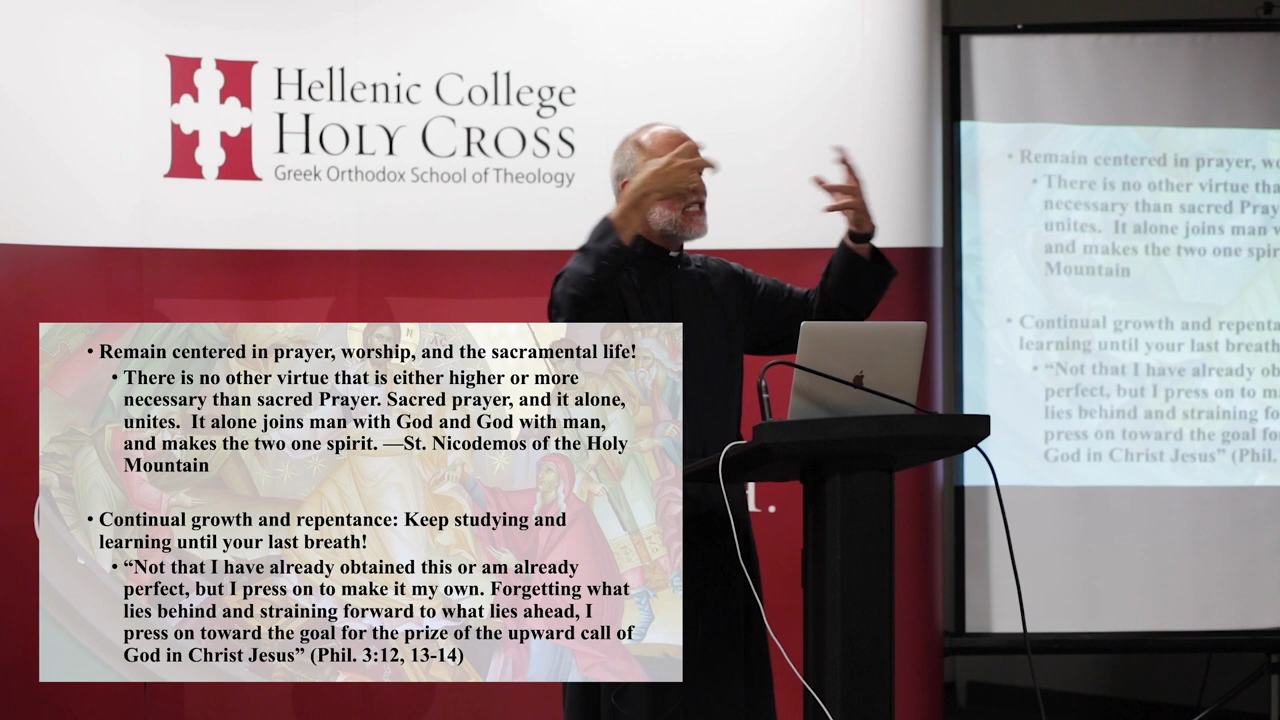 Hellenic College
HOLY CROSS
Greek Orthodox School of Theology
• Remain centered in prayer, worship, and the sacramental life!
• There is no other virtue that is either higher or more
necessary than sacred Prayer. Sacred prayer, and it alone,
unites. It alone joins man with God and God with man,
and makes the two one spirit. —St. Nicodemos of the Holy
Mountain
• Continual growth and repentance: Keep studying and
learning until your last breath!
• “Not that I have already obtained this or am already
perfect, but I press on to make it my own. Forgetting what
lies behind and straining forward to what lies ahead, I
press on toward the goal for the prize of the upward call of
God in Christ Jesus” (Phil. 3:12, 13-14)
• Remain centered in prayer,
• There is no other virtue
necessary than sacred
unites. It alone joins man
and makes the two one
Mountain
• Continual growth and
learning until your last breath
• “Not that I have already
perfect, but I press on to
lies behind and straining
press on toward the goal
God in Christ Jesus” (Phil.